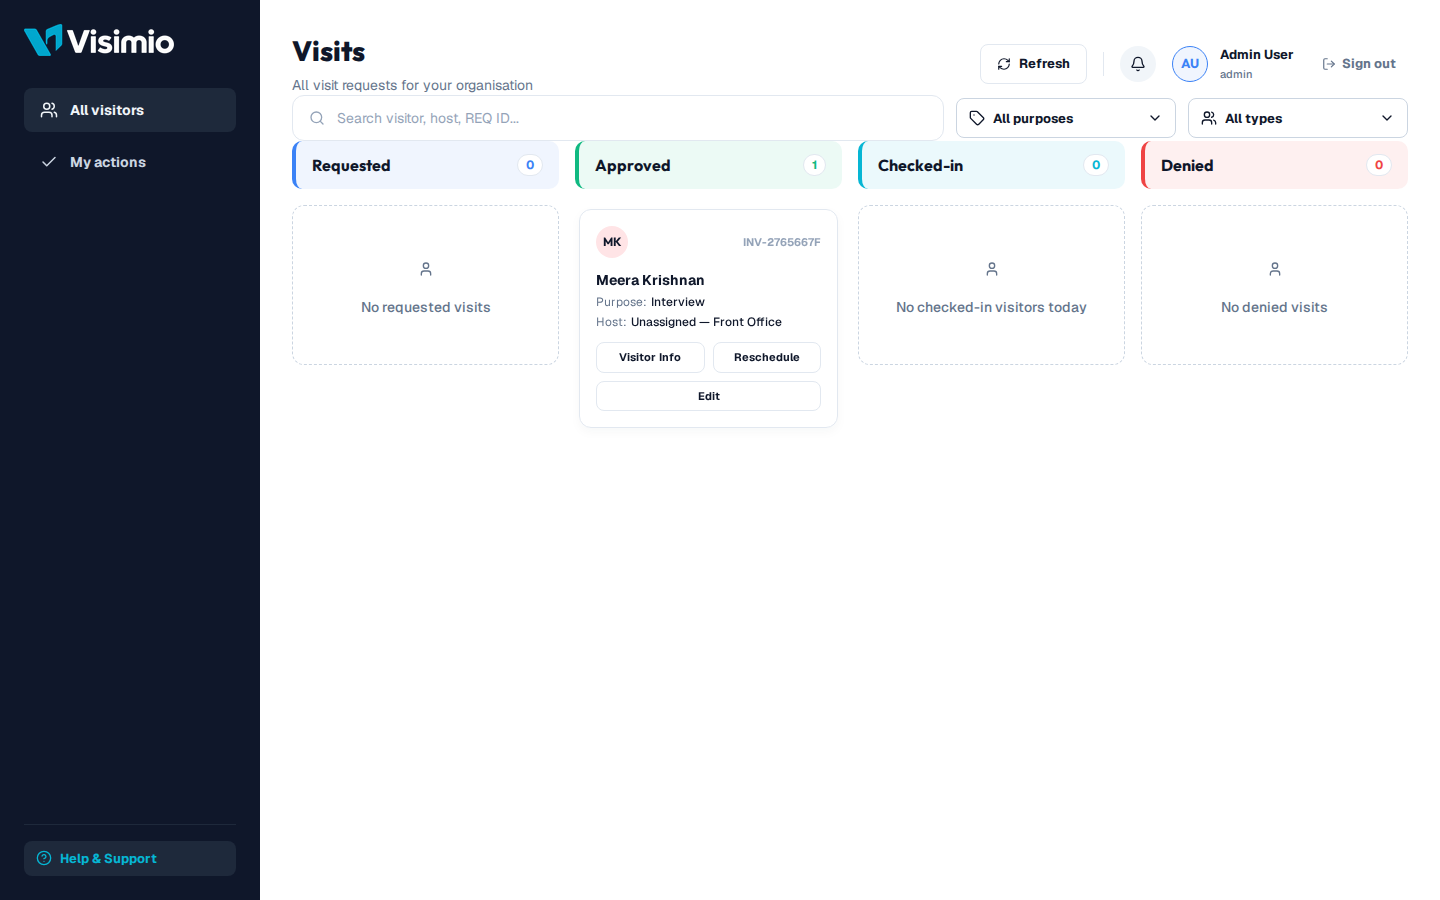 Visimio
All visitors
My actions
Help & Support
Visits
All visit requests for your organisation
Refresh
AU
Admin User
admin
Sign out
Search visitor, host, REQ ID...
All purposes
All types
Requested 0
No requested visits
Approved 1
MK
INV-2765667F
Meera Krishnan
Purpose: Interview
Host: Unassigned — Front Office
Visitor Info
Reschedule
Edit
Checked-in 0
No checked-in visitors today
Denied 0
No denied visits